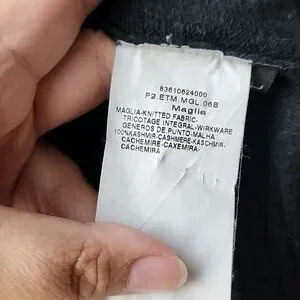 83610624000
P2 ETM MGL 06B
Maglia
MAGLIA-KNITTED FABRIC-
TRICOTAGE INTEGRAL-WIRKWARE
GENEROS DE PUNTO-MALHA
100%KASHMIR-CASHMERE-KASCHMIR-
CACHEMIRE-CAXEMIRA-
CACHEMIRA